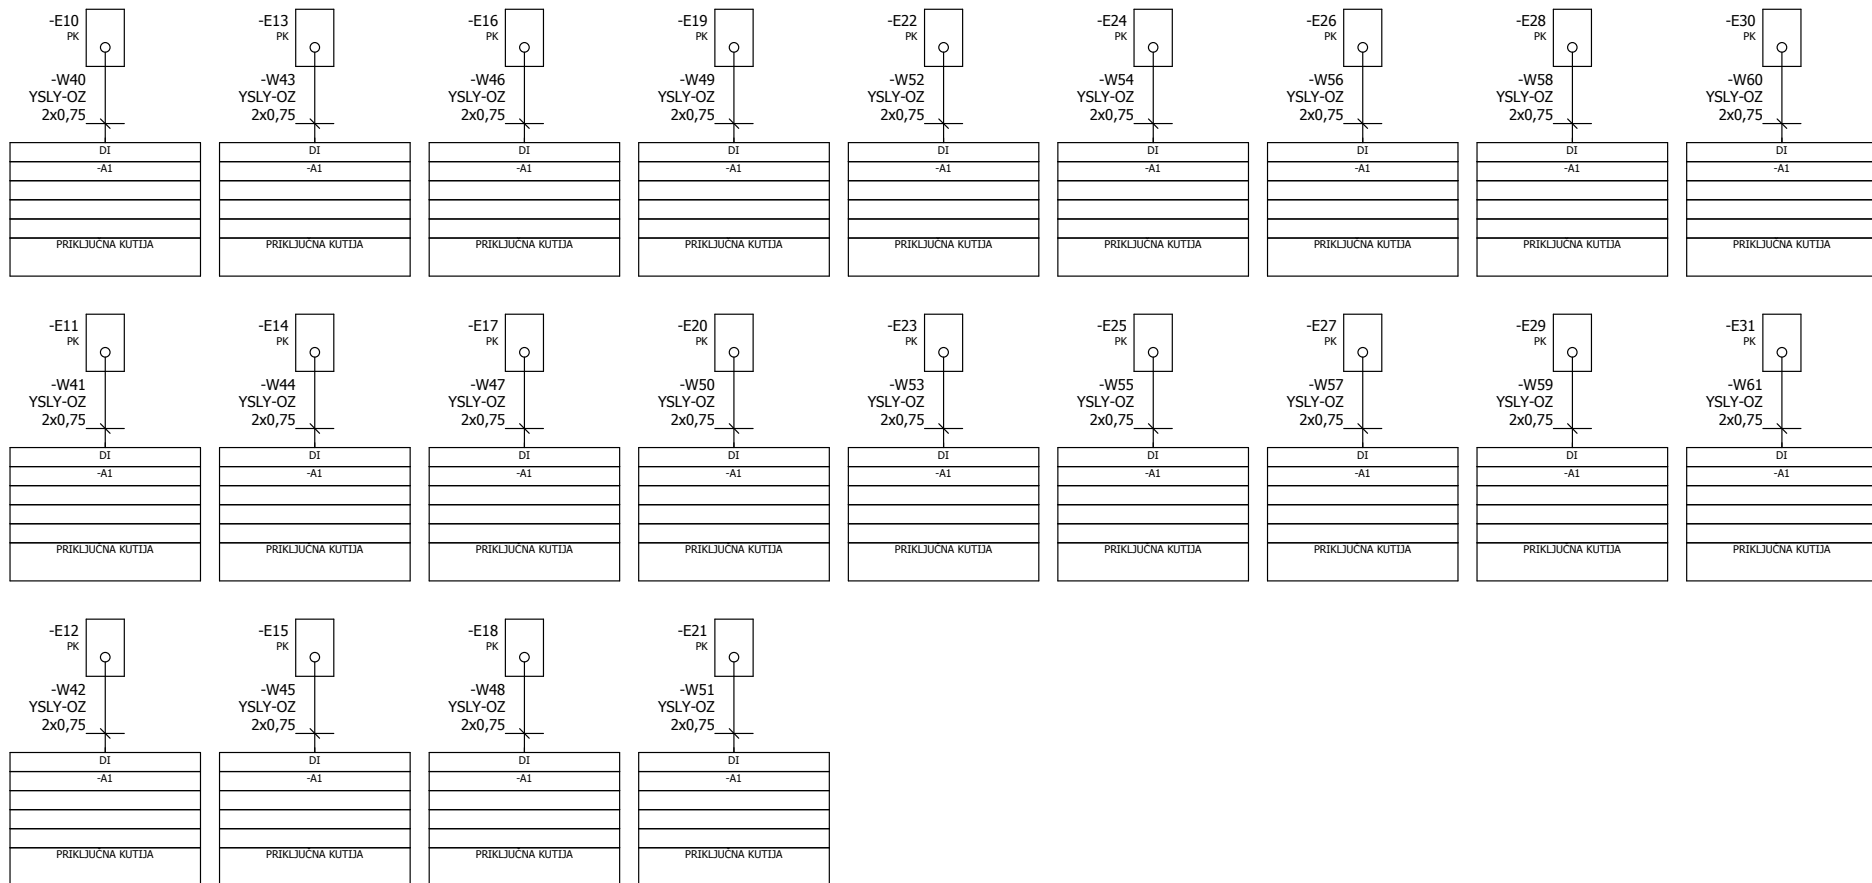 -E10
PK
-W40
YSLY-OZ
2x0,75
DI
-A1
PRIKLJUČNA KUTIJA
-E13
PK
-W43
YSLY-OZ
2x0,75
DI
-A1
PRIKLJUČNA KUTIJA
-E16
PK
-W46
YSLY-OZ
2x0,75
DI
-A1
PRIKLJUČNA KUTIJA
-E19
PK
-W49
YSLY-OZ
2x0,75
DI
-A1
PRIKLJUČNA KUTIJA
-E22
PK
-W52
YSLY-OZ
2x0,75
DI
-A1
PRIKLJUČNA KUTIJA
-E24
PK
-W54
YSLY-OZ
2x0,75
DI
-A1
PRIKLJUČNA KUTIJA
-E26
PK
-W56
YSLY-OZ
2x0,75
DI
-A1
PRIKLJUČNA KUTIJA
-E28
PK
-W58
YSLY-OZ
2x0,75
DI
-A1
PRIKLJUČNA KUTIJA
-E30
PK
-W60
YSLY-OZ
2x0,75
DI
-A1
PRIKLJUČNA KUTIJA
-E11
PK
-W41
YSLY-OZ
2x0,75
DI
-A1
PRIKLJUČNA KUTIJA
-E14
PK
-W44
YSLY-OZ
2x0,75
DI
-A1
PRIKLJUČNA KUTIJA
-E17
PK
-W47
YSLY-OZ
2x0,75
DI
-A1
PRIKLJUČNA KUTIJA
-E20
PK
-W50
YSLY-OZ
2x0,75
DI
-A1
PRIKLJUČNA KUTIJA
-E23
PK
-W53
YSLY-OZ
2x0,75
DI
-A1
PRIKLJUČNA KUTIJA
-E25
PK
-W55
YSLY-OZ
2x0,75
DI
-A1
PRIKLJUČNA KUTIJA
-E27
PK
-W57
YSLY-OZ
2x0,75
DI
-A1
PRIKLJUČNA KUTIJA
-E29
PK
-W59
YSLY-OZ
2x0,75
DI
-A1
PRIKLJUČNA KUTIJA
-E31
PK
-W61
YSLY-OZ
2x0,75
DI
-A1
PRIKLJUČNA KUTIJA
-E12
PK
-W42
YSLY-OZ
2x0,75
DI
-A1
PRIKLJUČNA KUTIJA
-E15
PK
-W45
YSLY-OZ
2x0,75
DI
-A1
PRIKLJUČNA KUTIJA
-E18
PK
-W48
YSLY-OZ
2x0,75
DI
-A1
PRIKLJUČNA KUTIJA
-E21
PK
-W51
YSLY-OZ
2x0,75
DI
-A1
PRIKLJUČNA KUTIJA